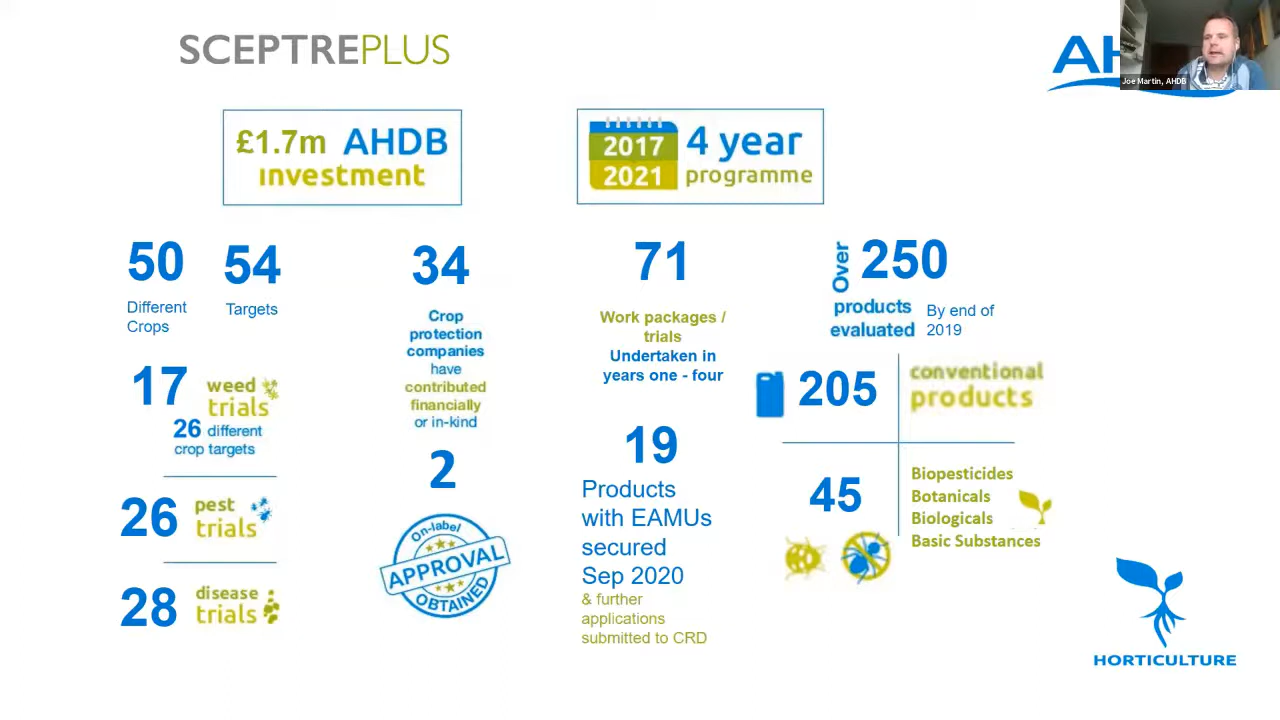 SCEPTREPLUS
AH
Joe Martin, AHDB
£1.7m AHDB
investment
2017
2021
4 year
programme
50
Different
Crops
54
Targets
34
Crop
protection
companies
have
contributed
financially
or in-kind
71
Work packages /
trials
Undertaken in
years one - four
Over 250
products
evaluated
By end of
2019
17 weed
trials
26 different
crop targets
26 pest
trials
28 disease
trials
2
On-label
APPROVAL
OBTAINED
19
Products
with EAMUs
secured
Sep 2020
& further
applications
submitted to CRD
205 conventional
products
45
Biopesticides
Botanicals
Biologicals
Basic Substances
HORTICULTURE